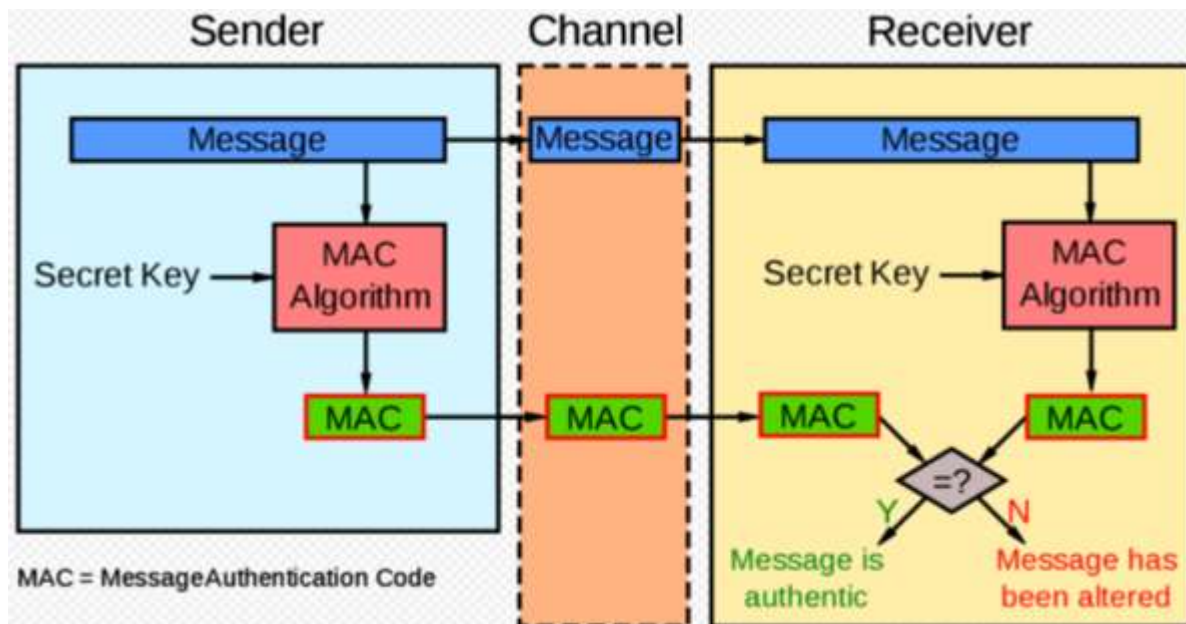 Sender
Channel
Receiver
Message
Message
Message
Secret Key
MAC
Algorithm
Secret Key
MAC
Algorithm
MAC
MAC
MAC
MAC
=?
Y
N
Message is
authentic
Message has
been altered
MAC = MessageAuthentication Code